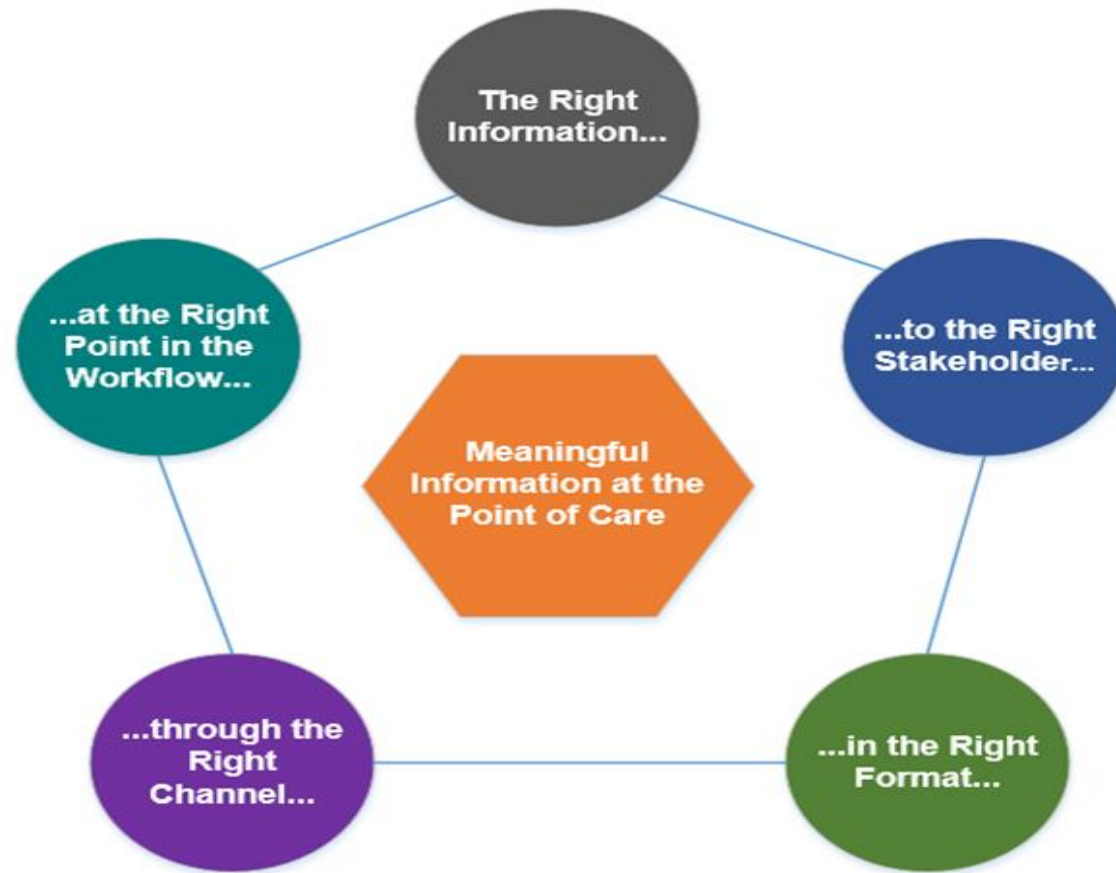 The Right
Information...
...to the Right
Stakeholder...
...in the Right
Format...
...through the
Right
Channel...
...at the Right
Point in the
Workflow...
Meaningful
Information at the
Point of Care